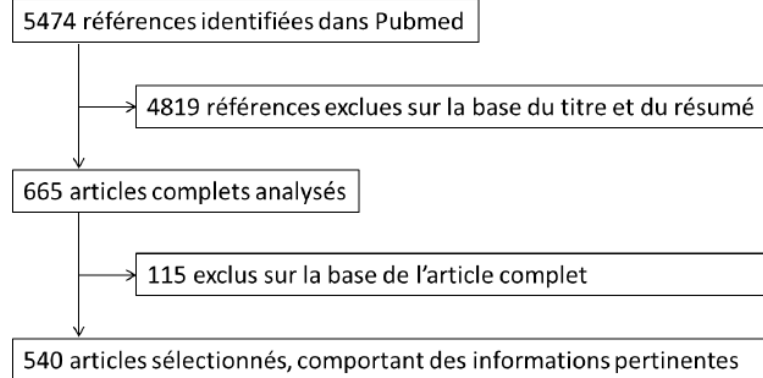 5474 références identifiées dans Pubmed
4819 références exclues sur la base du titre et du résumé
665 articles complets analysés
115 exclus sur la base de l’article complet
540 articles sélectionnés, comportant des informations pertinentes